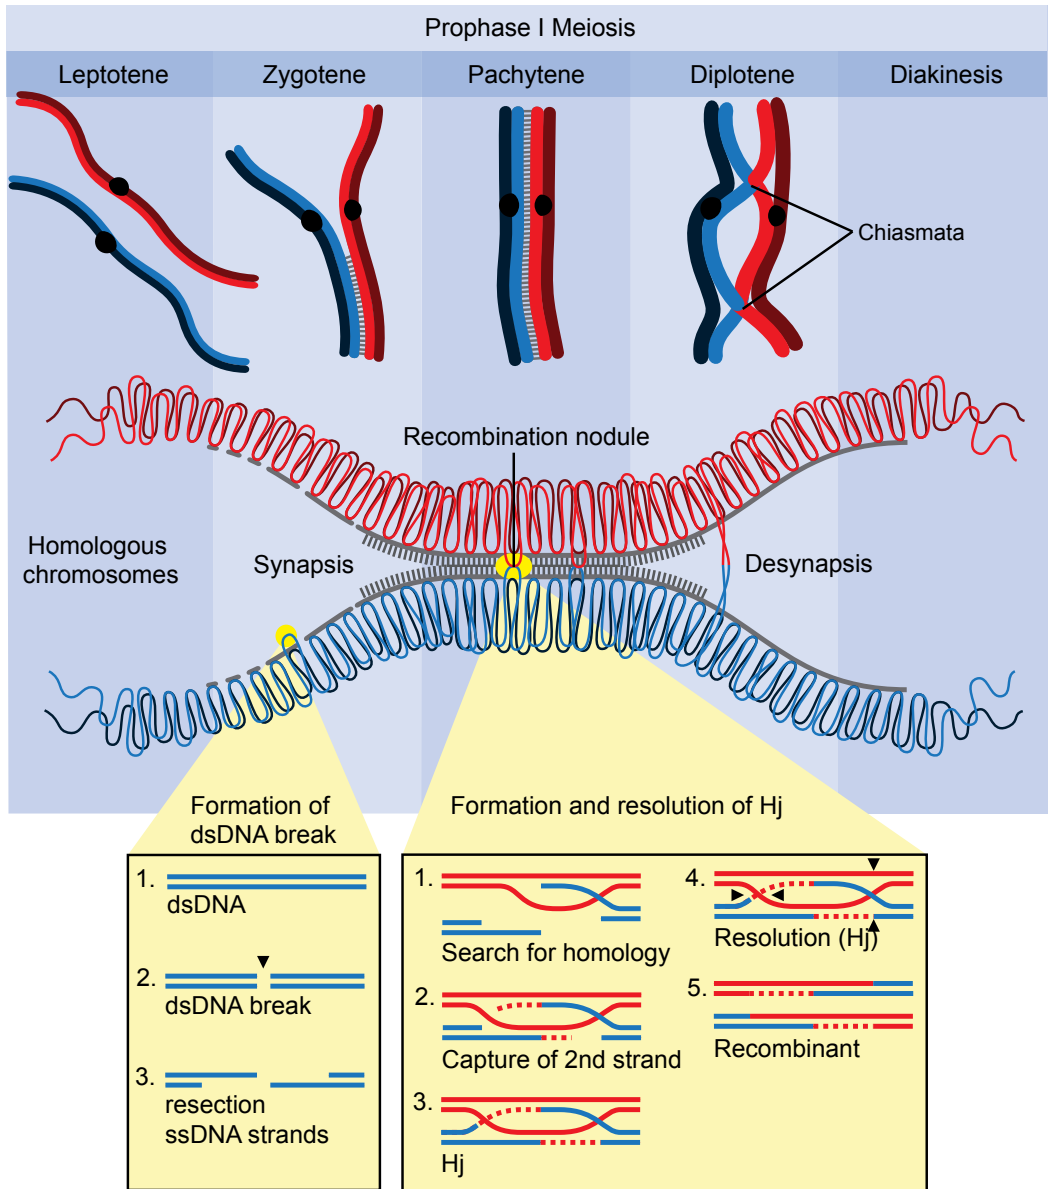 Prophase I Meiosis
Leptotene
Zygotene
Pachytene
Diplotene
Diakinesis
Chiasmata
Recombination nodule
Homologous
chromosomes
Synapsis
Desynapsis
Formation of
dsDNA break
1.
dsDNA
2.
dsDNA break
3.
resection
ssDNA strands
Formation and resolution of Hj
1.
Search for homology
2.
Capture of 2nd strand
3.
Hj
4.
Resolution (Hj)
5.
Recombinant